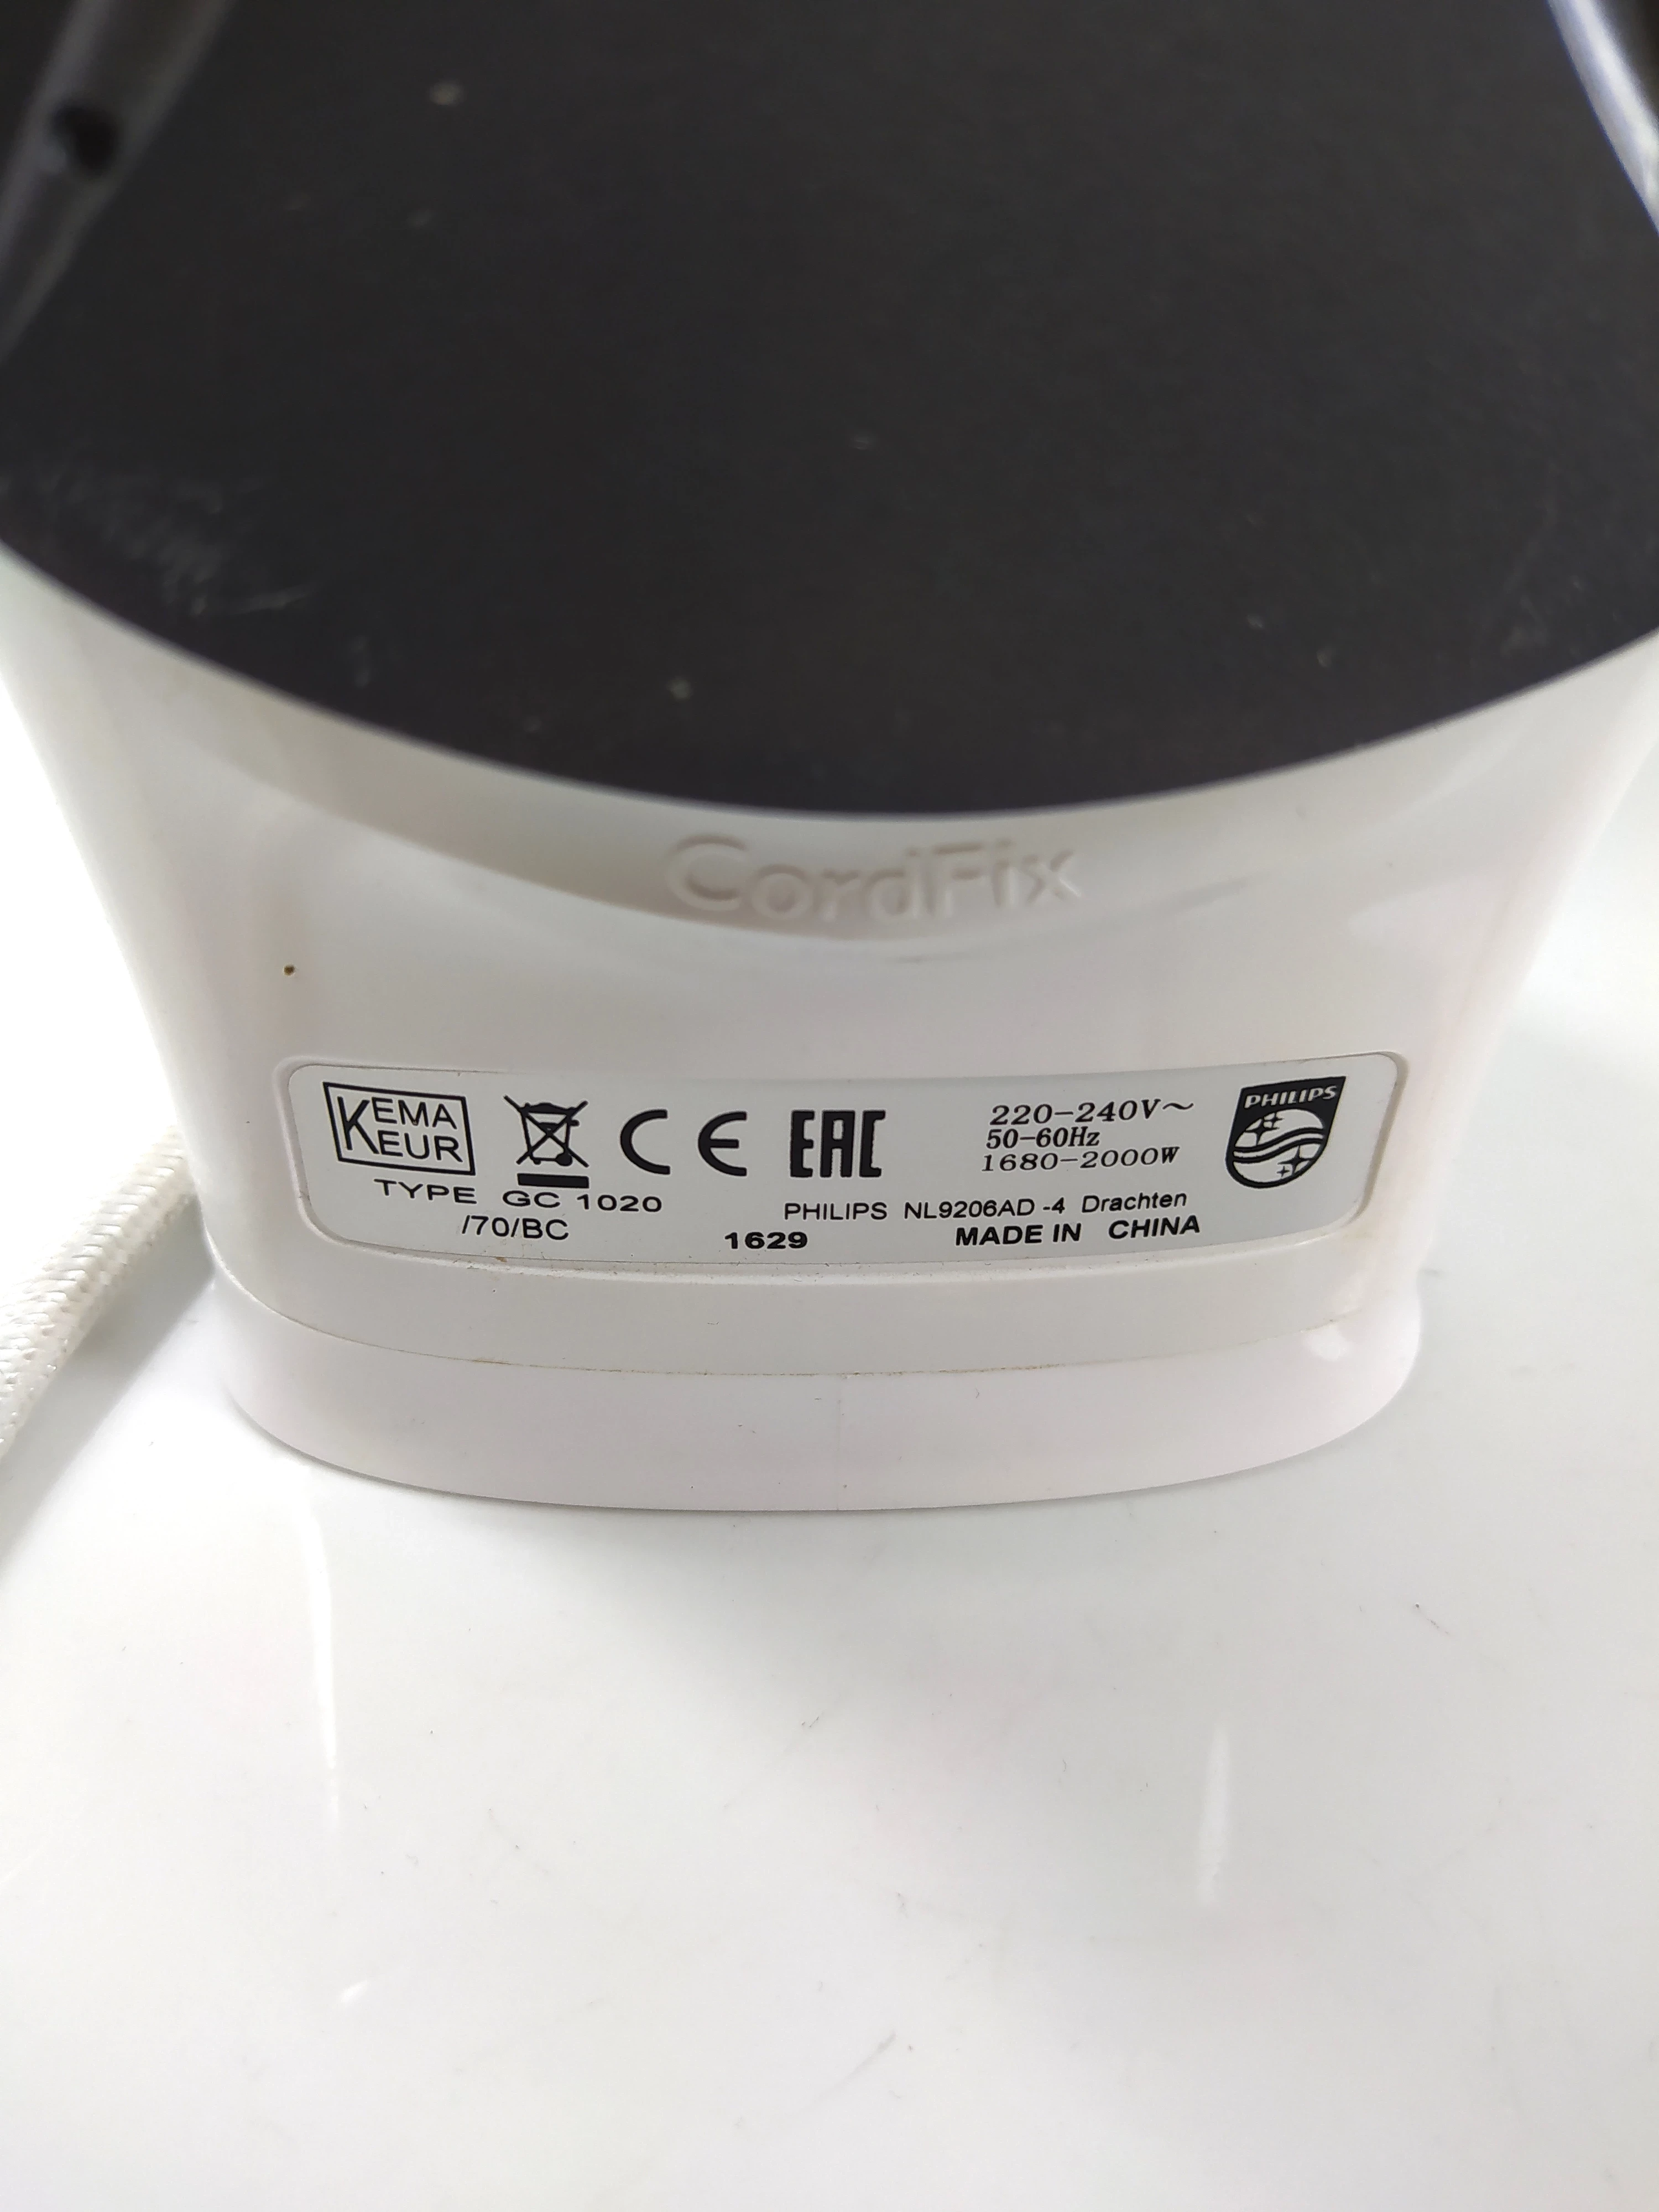 CordFix
KEMA
KEUR
CE
EAC
220-240V~
50-60Hz
1680-2000W
PHILIPS
TYPE GC 1020
/70/BC
1629
PHILIPS NL9206AD -4 Drachten
MADE IN CHINA